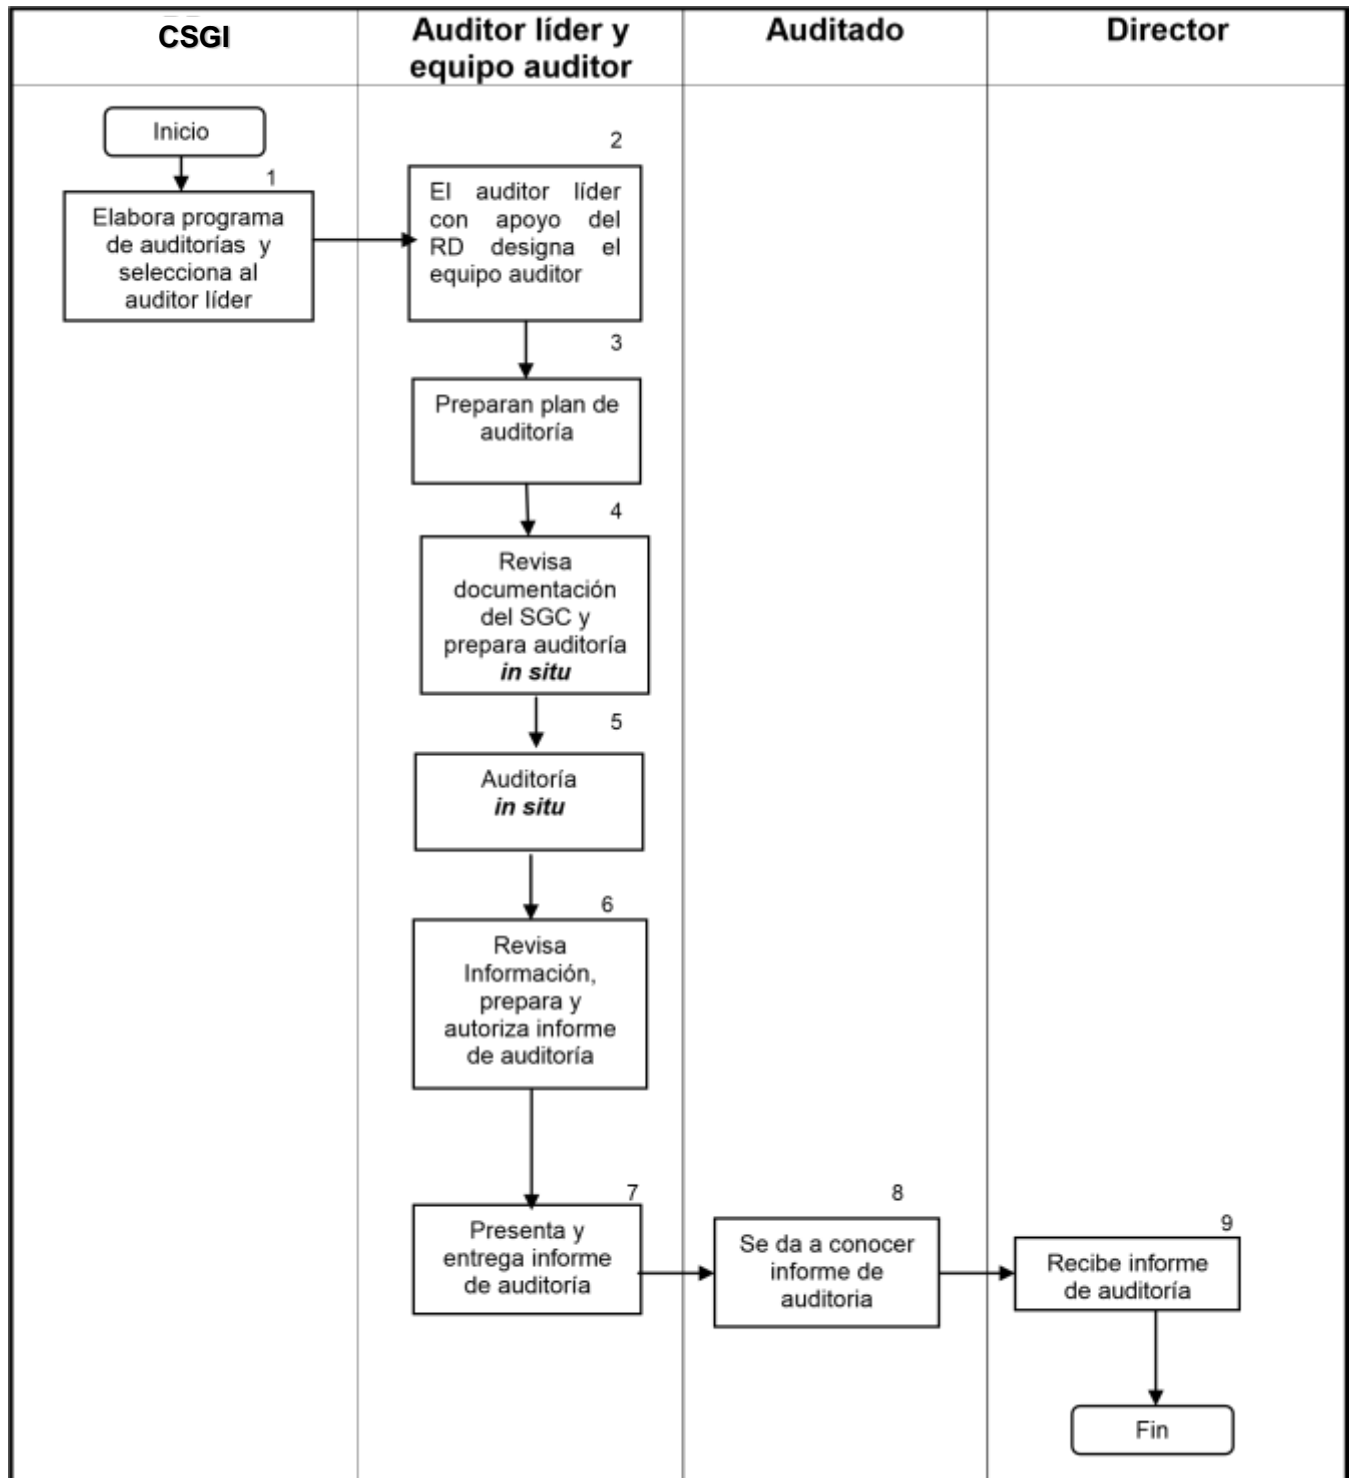 CSGI
Auditor líder y
equipo auditor
Auditado
Director
Inicio
1
Elabora programa
de auditorías y
selecciona al
auditor líder
2
El auditor líder
con apoyo del
RD designa el
equipo auditor
3
Preparan plan de
auditoría
4
Revisa
documentación
del SGC y
prepara auditoría
in situ
5
Auditoría
in situ
6
Revisa
Información,
prepara y
autoriza informe
de auditoría
7
Presenta y
entrega informe
de auditoría
8
Se da a conocer
informe de
auditoria
9
Recibe informe
de auditoría
Fin